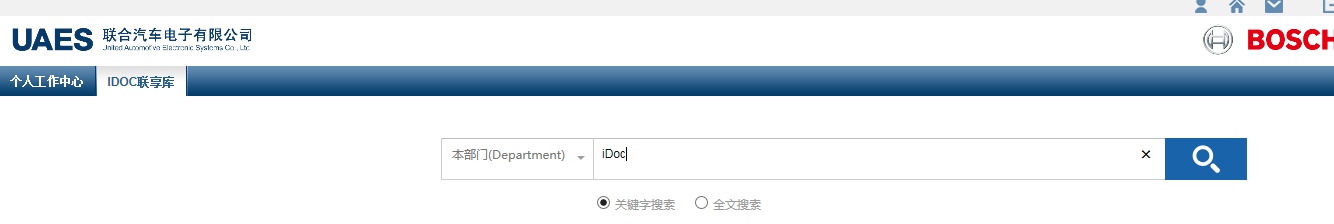 UAES 联合汽车电子有限公司
United Automotive Electronic Systems Co., Ltd.
BOSCH
个人工作中心 IDOC联享库
本部门(Department) iDoc
关键字搜索 全文搜索